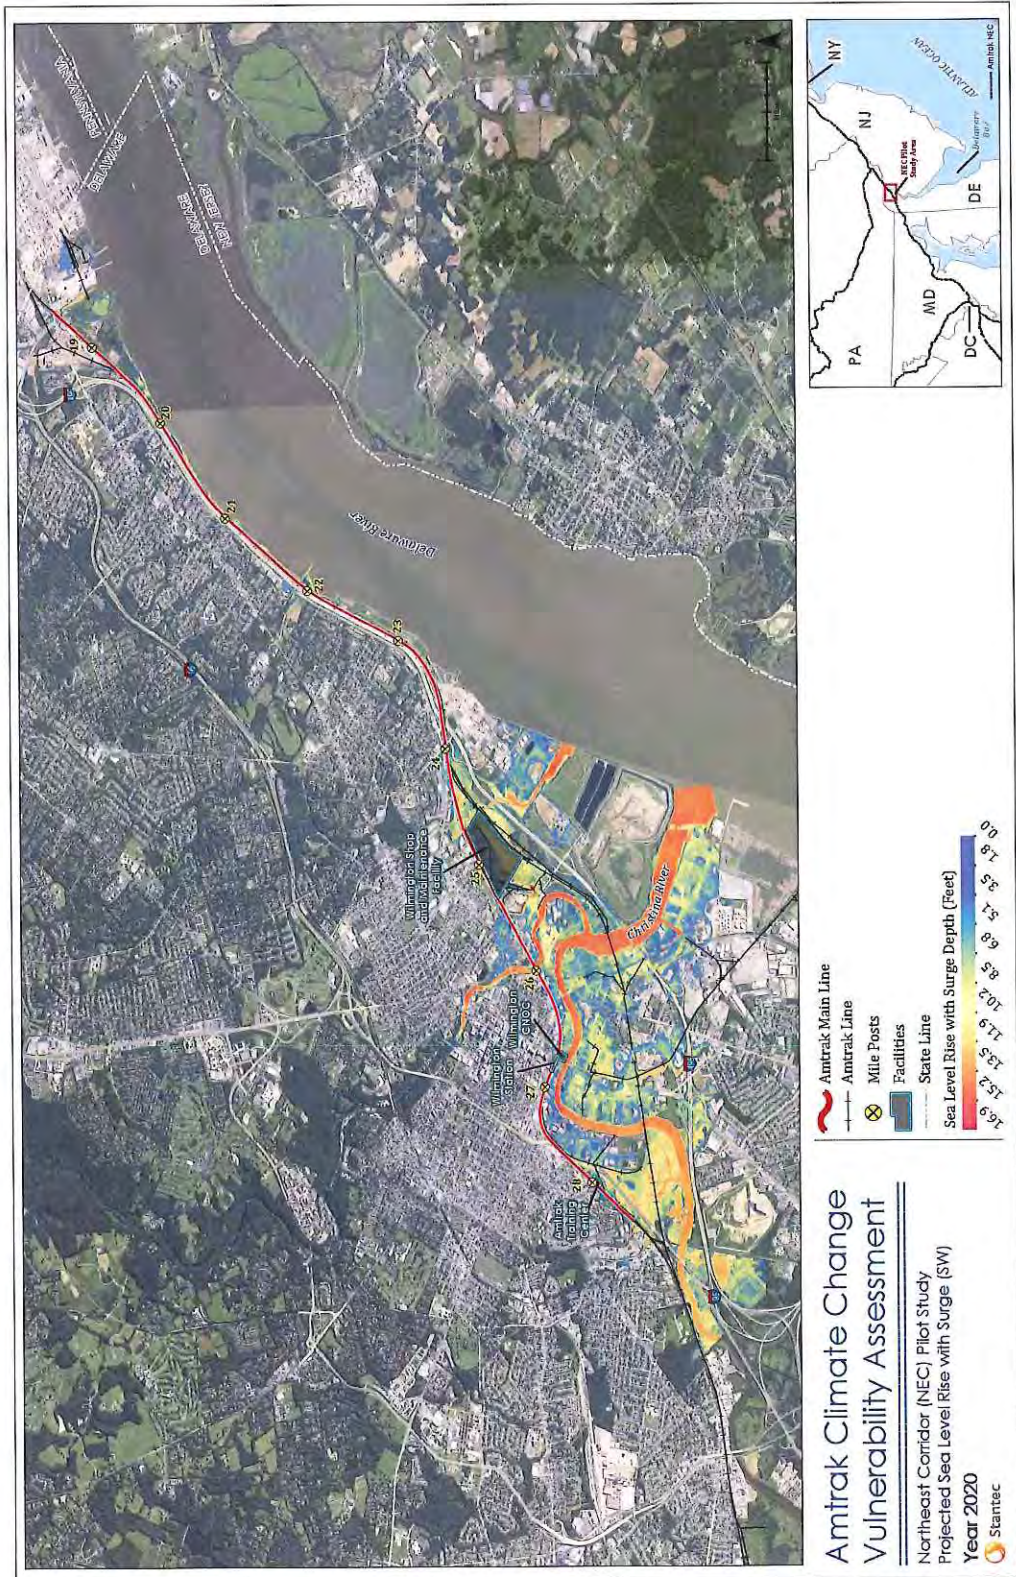 Amtrak Climate Change
Vulnerability Assessment
Northeast Corridor (NEC) Pilot Study
Projected Sea Level Rise with Surge (SW)
Year 2020
Stantec
Amtrak Main Line
Amtrak Line
Mile Posts
Facilities
State Line
Sea Level Rise with Surge Depth (Feet)
16.9 15.2 13.5 11.9 10.2 8.5 6.8 5.1 3.5 1.8 0.0
PENNSYLVANIA
DELAWARE
DELAWARE
NEW JERSEY
Delaware River
Christina River
19
20
21
22
23
24
25
26
27
28
Wilmington Shop
and Maintenance
Facility
Wilmington
CNOC
Wilmington
Station
Amtrak
Training
Center
NY
NJ
PA
MD
DE
DC
ATLANTIC OCEAN
Delaware
Bay
NEC Pilot
Study Area
Amtrak NEC